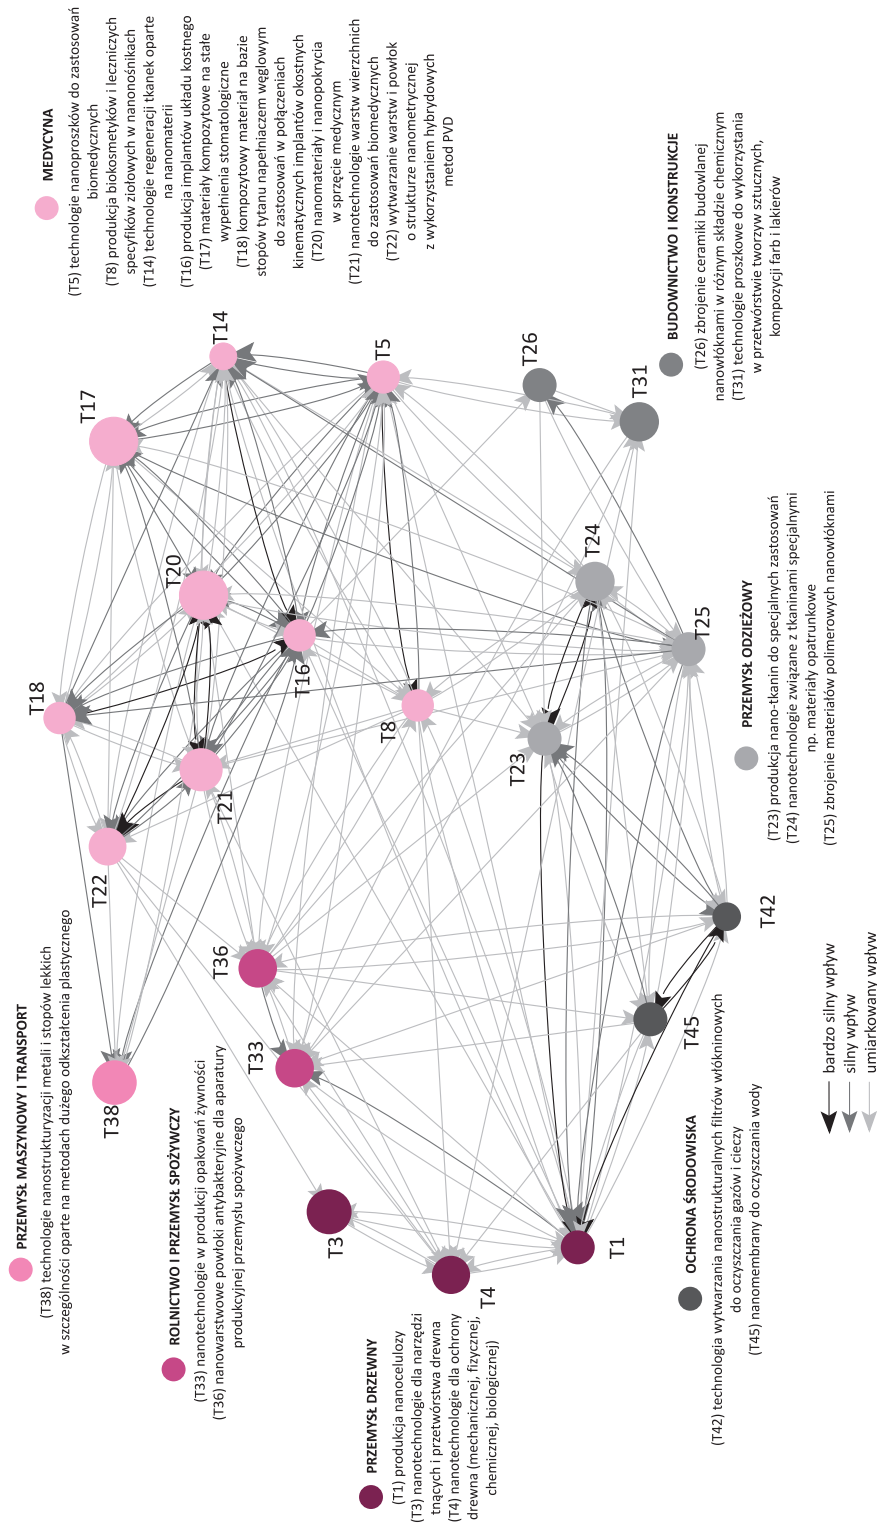 PRZEMYSŁ MASZYNOWY I TRANSPORT
(T38) technologie nanostrukturyzacji metali i stopów lekkich
w szczególności oparte na metodach dużego odkształcenia plastycznego
MEDYCYNA
(T5) technologie nanoproszków do zastosowań
biomedycznych
(T8) produkcja biokosmetyków i leczniczych
specyfików ziołowych w nanonośnikach
(T14) technologie regeneracji tkanek oparte
na nanomaterii
(T16) produkcja implantów układu kostnego
(T17) materiały kompozytowe na stałe
wypełnienia stomatologiczne
(T18) kompozytowy materiał na bazie
stopów tytanu napełniaczem węglowym
do zastosowań w połączeniach
kinematycznych implantów okostnych
(T20) nanomateriały i nanopokrycia
w sprzęcie medycznym
(T21) nanotechnologie warstw wierzchnich
do zastosowań biomedycznych
(T22) wytwarzanie warstw i powłok
o strukturze nanometrycznej
z wykorzystaniem hybrydowych
metod PVD
ROLNICTWO I PRZEMYSŁ SPOŻYWCZY
(T33) nanotechnologie w produkcji opakowań żywności
(T36) nanowarstwowe powłoki antybakteryjne dla aparatury
produkcyjnej przemysłu spożywczego
PRZEMYSŁ DRZEWNY
(T1) produkcja nanocelulozy
(T3) nanotechnologie dla narzędzi
tnących i przetwórstwa drewna
(T4) nanotechnologie dla ochrony
drewna (mechanicznej, fizycznej,
chemicznej, biologicznej)
T38
T22
T18
T17
T21
T20
T14
T36
T33
T16
T3
T8
T5
T4
T23
T24
T26
T1
T45
T25
T31
T42
BUDOWNICTWO I KONSTRUKCJE
(T26) zbrojenie ceramiki budowlanej
nanowłóknami w różnym składzie chemicznym
(T31) technologie proszkowe do wykorzystania
w przetwórstwie tworzyw sztucznych,
kompozycji farb i lakierów
OCHRONA ŚRODOWISKA
(T42) technologia wytwarzania nanostrukturalnych filtrów włókninowych
do oczyszczania gazów i cieczy
(T45) nanomembrany do oczyszczania wody
PRZEMYSŁ ODZIEŻOWY
(T23) produkcja nano-tkanin do specjalnych zastosowań
(T24) nanotechnologie związane z tkaninami specjalnymi
np. materiały opatrunkowe
(T25) zbrojenie materiałów polimerowych nanowłóknami
bardzo silny wpływ
silny wpływ
umiarkowany wpływ